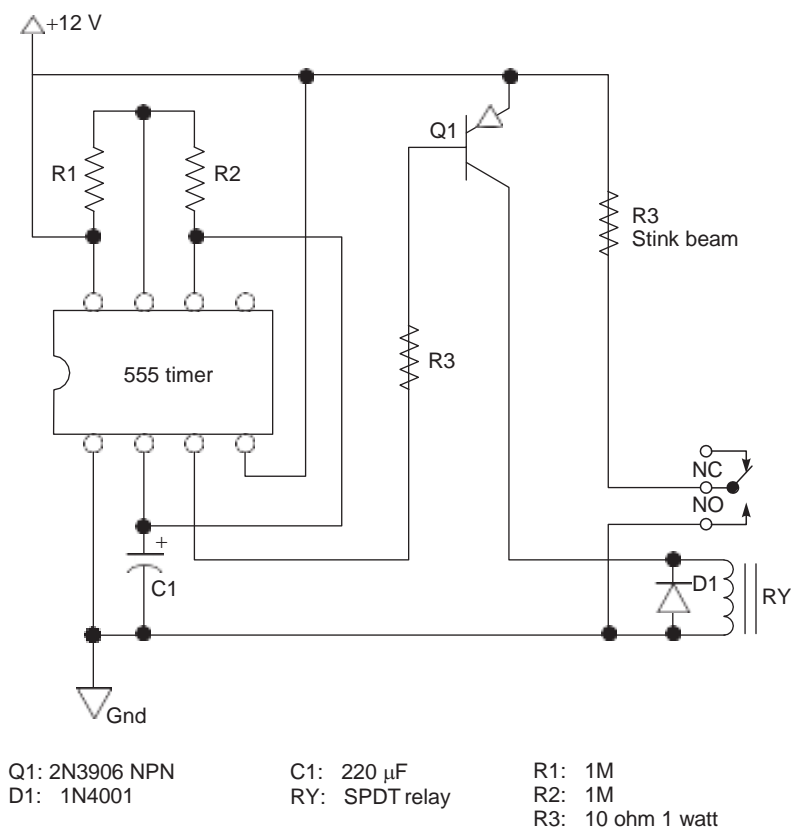 +12 V
Q1
R1
R2
R3
Stink beam
555 timer
R3
NC
NO
+
C1
D1
RY
Gnd
Q1: 2N3906 NPN
D1: 1N4001
C1: 220 μF
RY: SPDT relay
R1: 1M
R2: 1M
R3: 10 ohm 1 watt